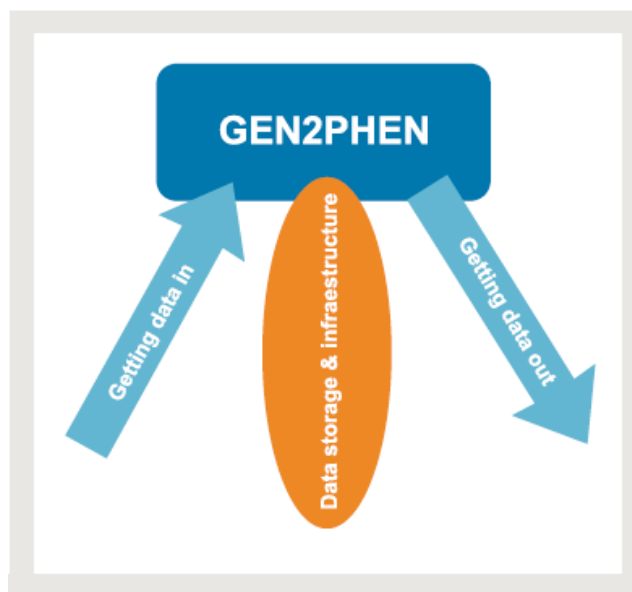 GEN2PHEN
Getting data in
Data storage & infraestructure
Getting data out